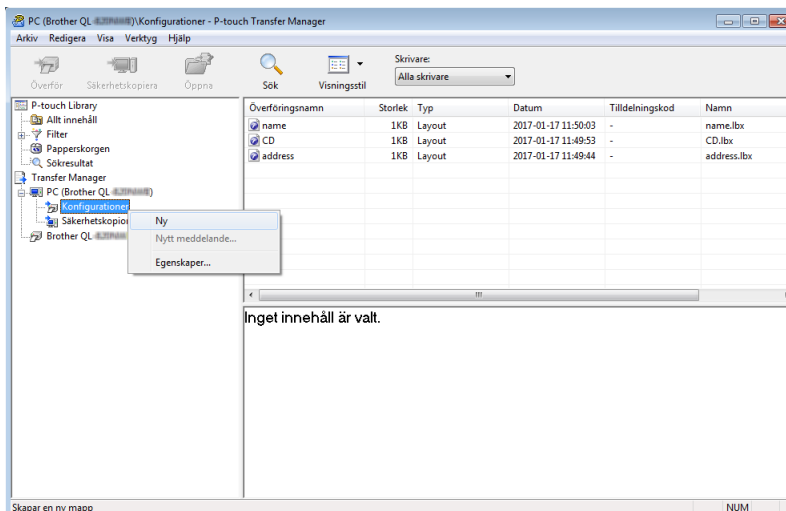 PC (Brother QL )\Konfigurationer - P-touch Transfer Manager
Arkiv Redigera Visa Verktyg Hjälp
Överför Säkerhetskopiera Öppna Sök Visningsstil
Skrivare:
Alla skrivare
P-touch Library
Allt innehåll
Filter
Papperskorgen
Sökresultat
Transfer Manager
PC (Brother QL )
Konfigurationer
Säkerhetskopior
Brother QL
Ny
Nytt meddelande...
Egenskaper...
Överföringsnamn Storlek Typ Datum Tilldelningskod Namn
name 1KB Layout 2017-01-17 11:50:03 - name.lbx
CD 1KB Layout 2017-01-17 11:49:53 - CD.lbx
address 1KB Layout 2017-01-17 11:49:44 - address.lbx
Inget innehåll är valt.
Skapar en ny mapp
NUM